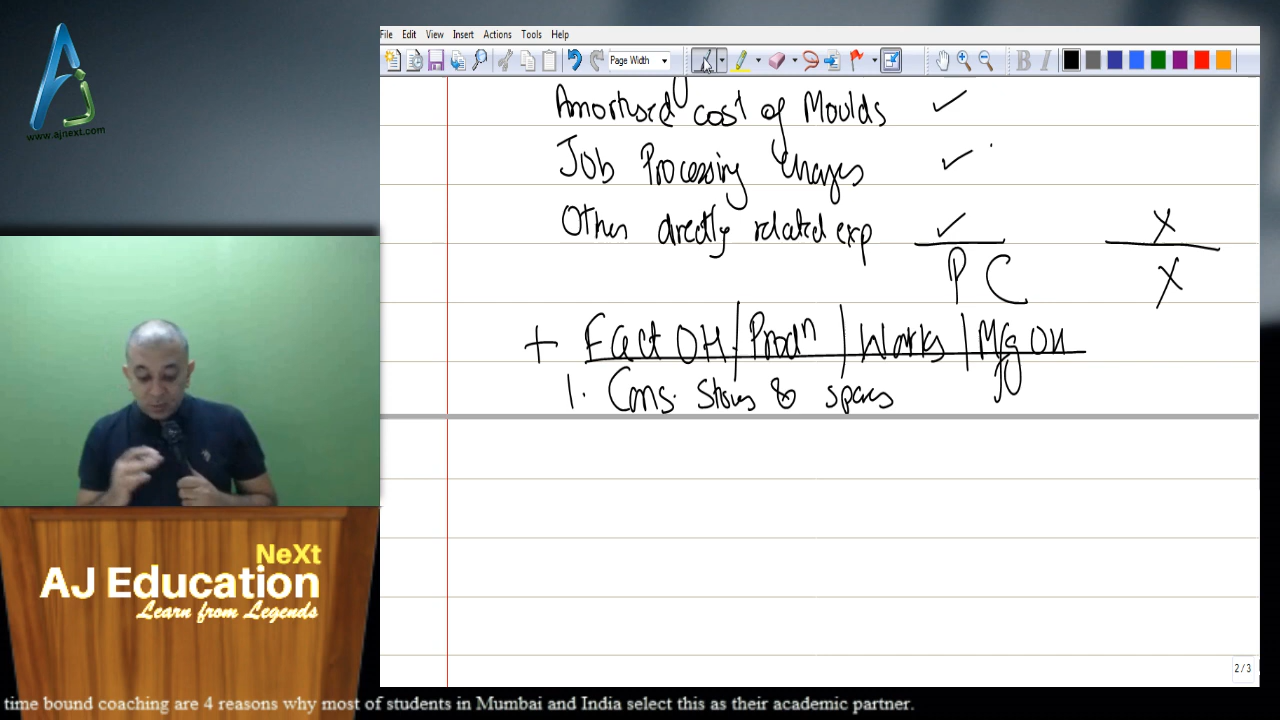 www.ajnext.com
File Edit View Insert Actions Tools Help
Page Width
B I
Amortised cost of Moulds ✓
Job Processing charges ✓
Other directly related exp ✓ X
P C X
+ Fact OH | Prodn | Works | Mfg OH
1. Cons. Stores & spares
2/3
NeXt
AJ Education
Learn from Legends
time bound coaching are 4 reasons why most of students in Mumbai and India select this as their academic partner.